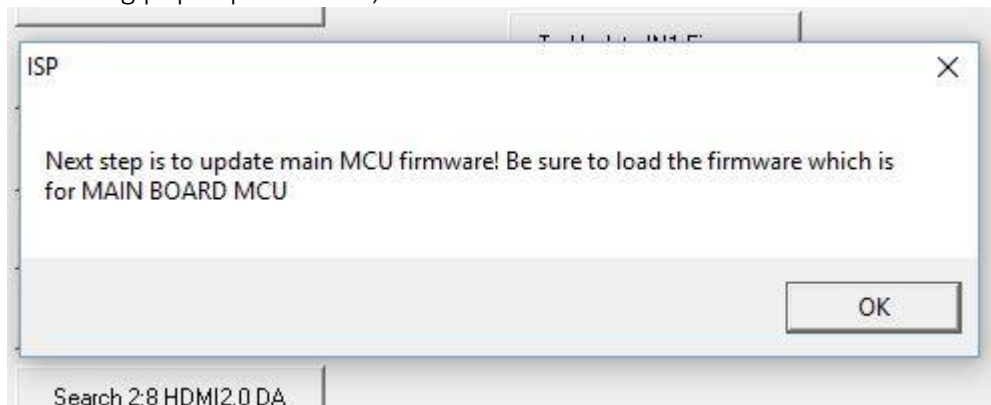 ISP
Next step is to update main MCU firmware! Be sure to load the firmware which is
for MAIN BOARD MCU
OK
Search 2:8 HDMI2.0 DA